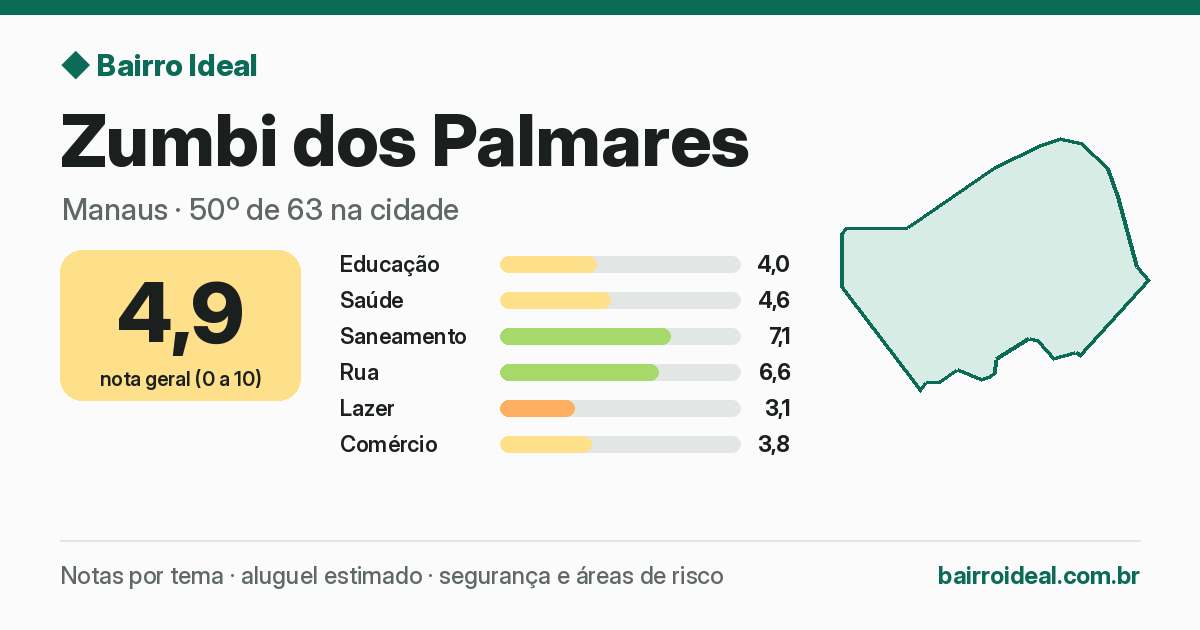 Bairro Ideal
Zumbi dos Palmares
Manaus · 50º de 63 na cidade
4,9
nota geral (0 a 10)
Educação 4,0
Saúde 4,6
Saneamento 7,1
Rua 6,6
Lazer 3,1
Comércio 3,8
Notas por tema · aluguel estimado · segurança e áreas de risco
bairroideal.com.br